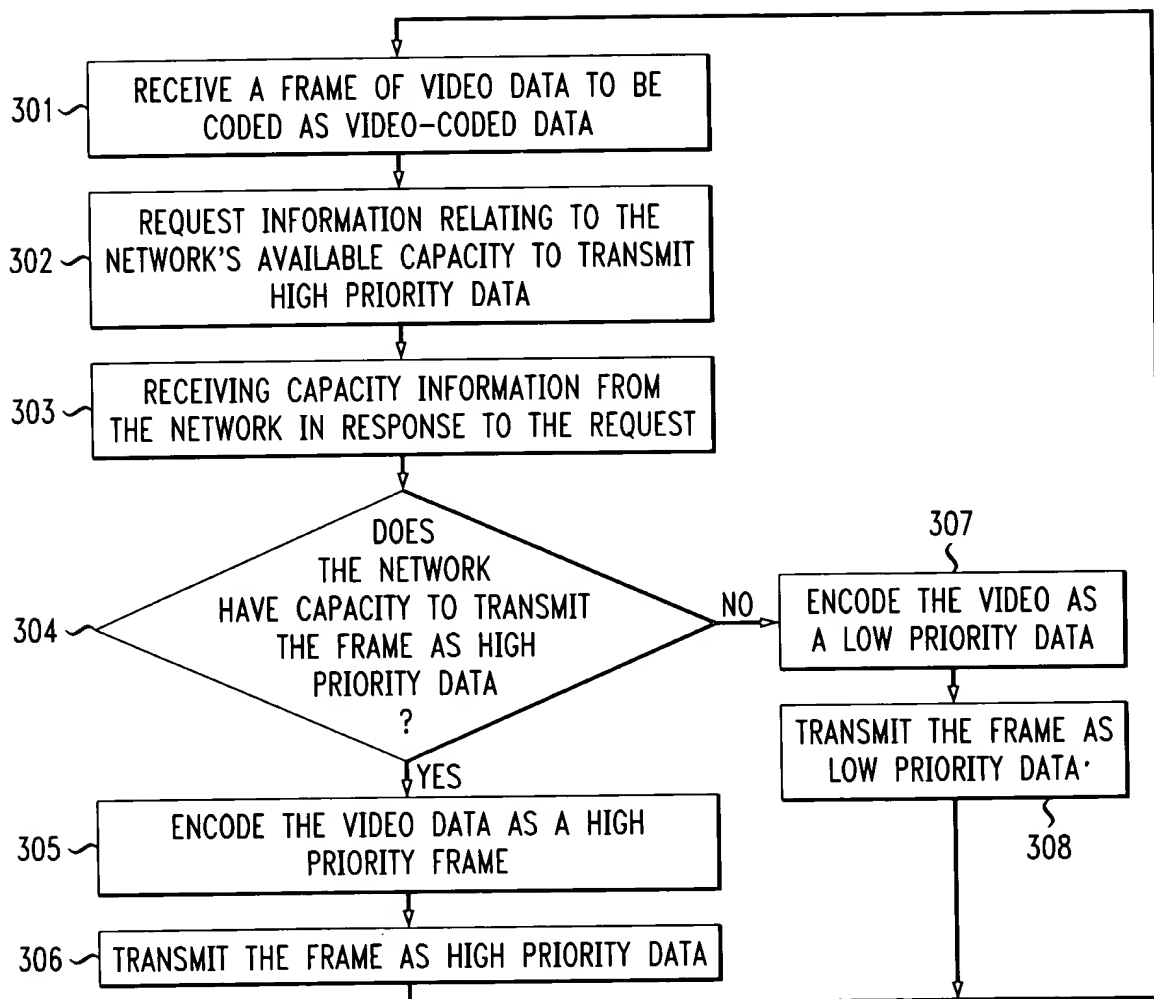 301
RECEIVE A FRAME OF VIDEO DATA TO BE
CODED AS VIDEO-CODED DATA
302
REQUEST INFORMATION RELATING TO THE
NETWORK'S AVAILABLE CAPACITY TO TRANSMIT
HIGH PRIORITY DATA
303
RECEIVING CAPACITY INFORMATION FROM
THE NETWORK IN RESPONSE TO THE REQUEST
304
DOES
THE NETWORK
HAVE CAPACITY TO TRANSMIT
THE FRAME AS HIGH
PRIORITY DATA
?
NO
307
ENCODE THE VIDEO AS
A LOW PRIORITY DATA
TRANSMIT THE FRAME AS
LOW PRIORITY DATA
308
YES
305
ENCODE THE VIDEO DATA AS A HIGH
PRIORITY FRAME
306
TRANSMIT THE FRAME AS HIGH PRIORITY DATA